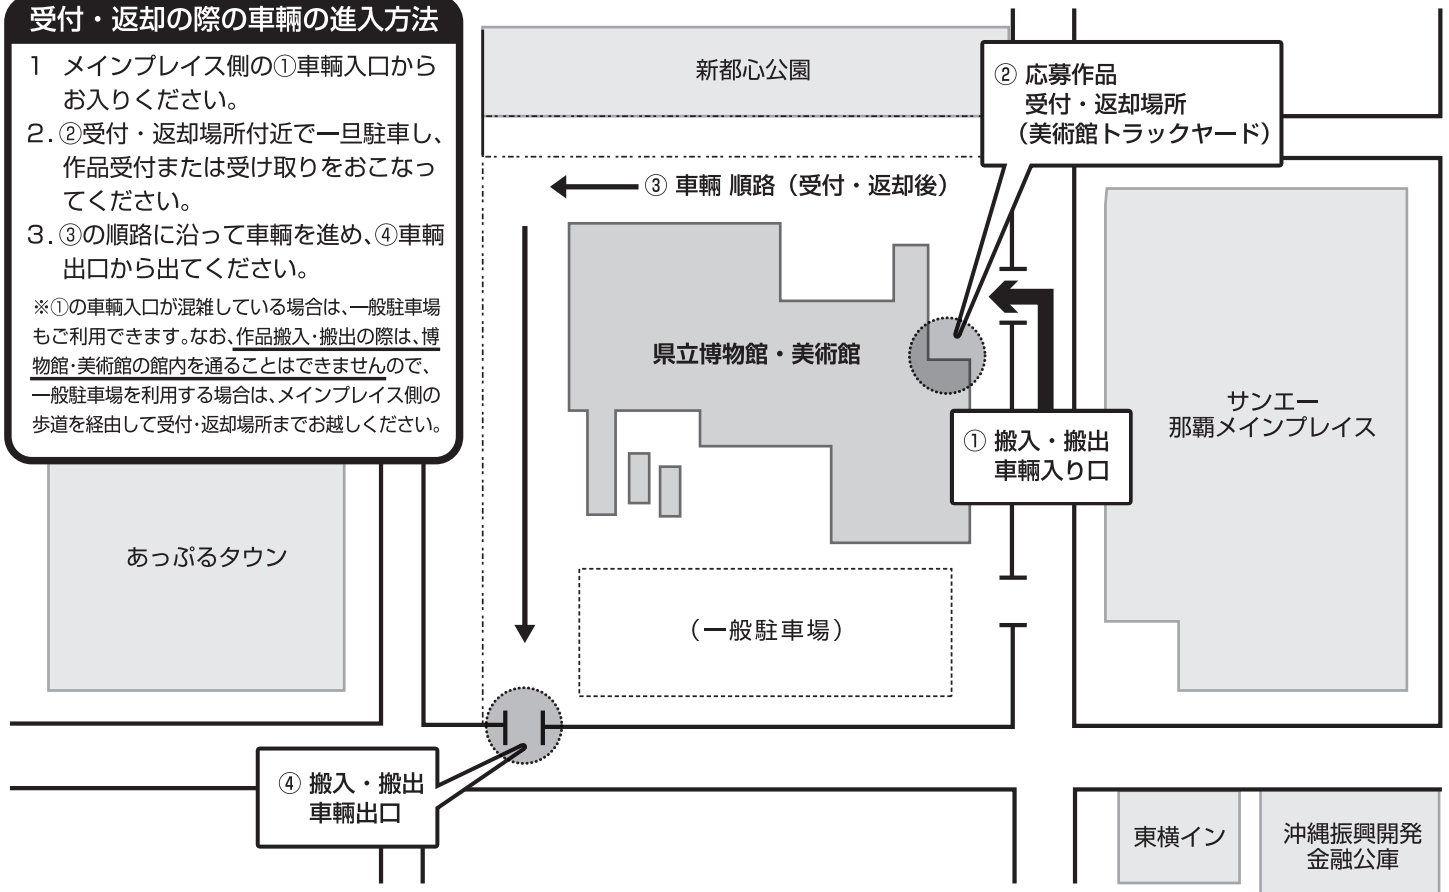 受付・返却の際の車輌の進入方法
1 メインプレイス側の①車輌入口から
お入りください。
2.②受付・返却場所付近で一旦駐車し、
作品受付または受け取りをおこなっ
てください。
3.③の順路に沿って車輌を進め、④車輌
出口から出てください。
※①の車輌入口が混雑している場合は、一般駐車場
もご利用できます。なお、作品搬入・搬出の際は、博
物館・美術館の館内を通ることはできませんので、
一般駐車場を利用する場合は、メインプレイス側の
歩道を経由して受付・返却場所までお越しください。
新都心公園
② 応募作品
受付・返却場所
（美術館トラックヤード）
③ 車輌 順路（受付・返却後）
県立博物館・美術館
① 搬入・搬出
車輌入り口
サンエー
那覇メインプレイス
あっぷるタウン
（一般駐車場）
④ 搬入・搬出
車輌出口
東横イン
沖縄振興開発
金融公庫